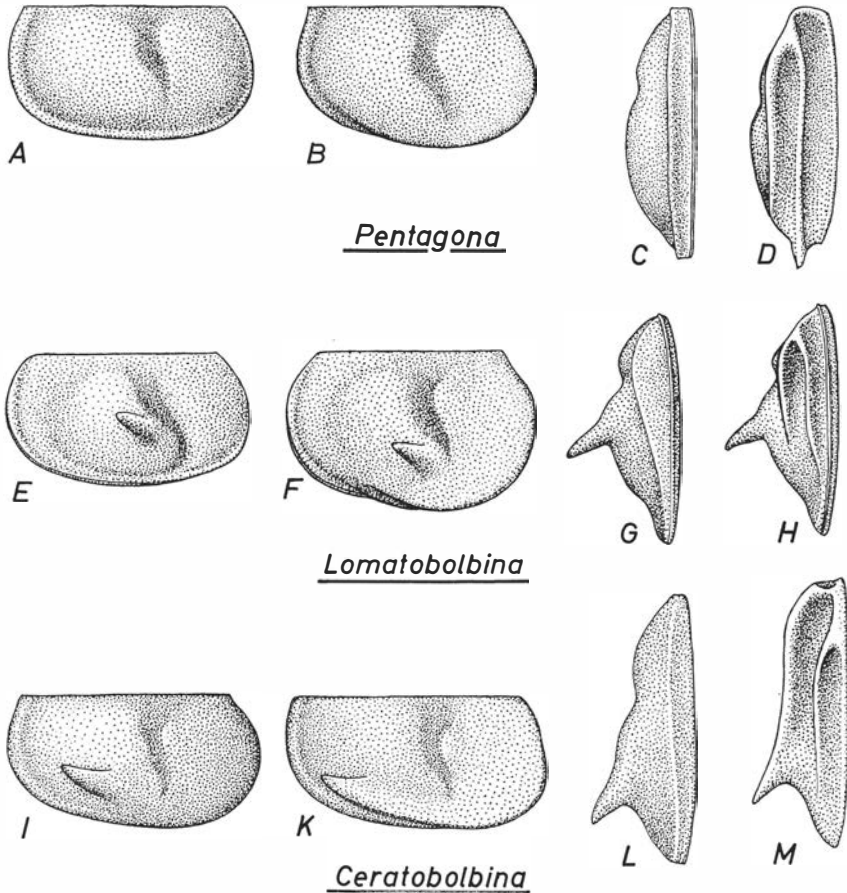 A B C D
Pentagona
E F G H
Lomatobolbina
I K L M
Ceratobolbina